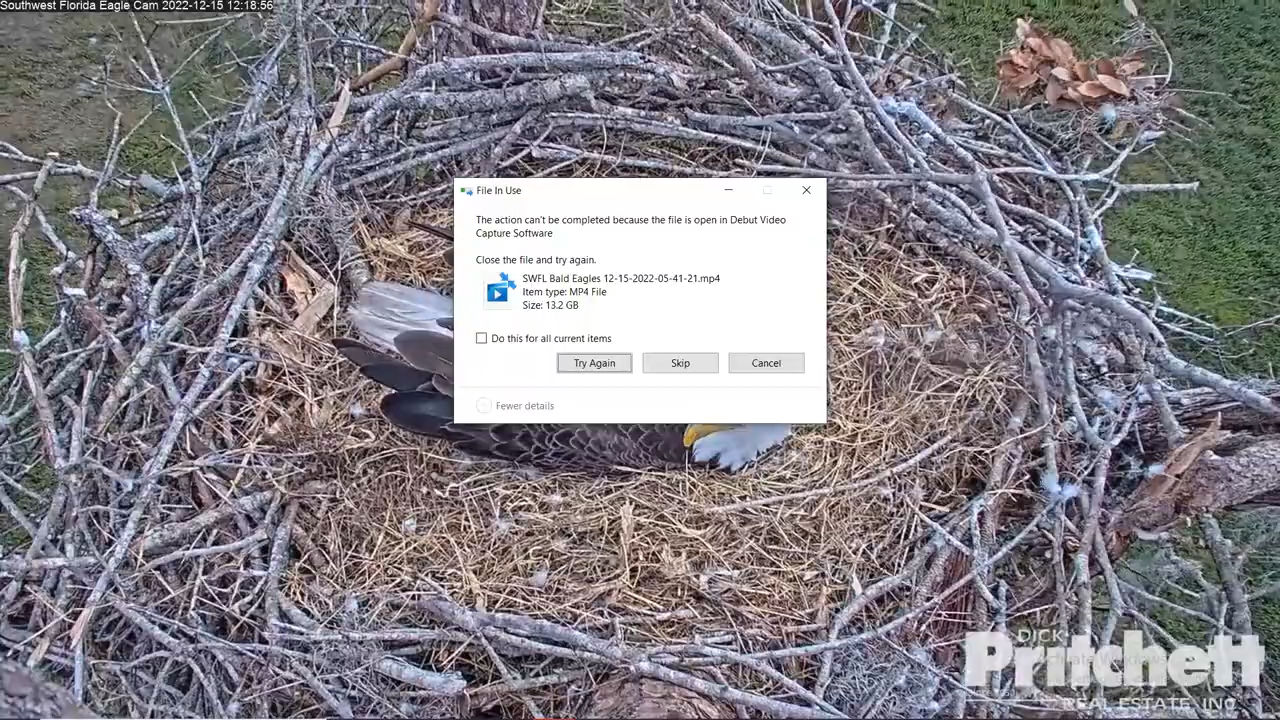 Southwest Florida Eagle Cam 2022-12-15 12:18:56
File In Use
The action can't be completed because the file is open in Debut Video
Capture Software
Close the file and try again.
SWFL Bald Eagles 12-15-2022-05-41-21.mp4
Item type: MP4 File
Size: 13.2 GB
Do this for all current items
Try Again
Skip
Cancel
Fewer details
DICK
Pritchett
REAL ESTATE, INC.